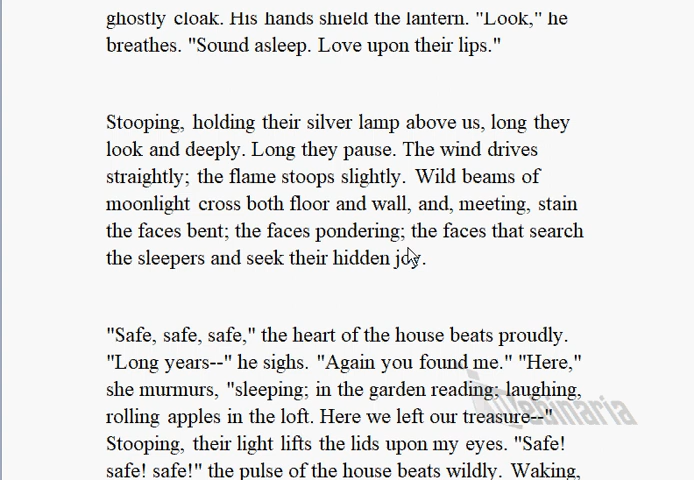 ghostly cloak. His hands shield the lantern. "Look," he
breathes. "Sound asleep. Love upon their lips."
Stooping, holding their silver lamp above us, long they
look and deeply. Long they pause. The wind drives
straightly; the flame stoops slightly. Wild beams of
moonlight cross both floor and wall, and, meeting, stain
the faces bent; the faces pondering; the faces that search
the sleepers and seek their hidden joy.
"Safe, safe, safe," the heart of the house beats proudly.
"Long years--" he sighs. "Again you found me." "Here,"
she murmurs, "sleeping; in the garden reading; laughing,
rolling apples in the loft. Here we left our treasure--"
Webinaria
Stooping, their light lifts the lids upon my eyes. "Safe!
safe! safe!" the pulse of the house beats wildly. Waking,